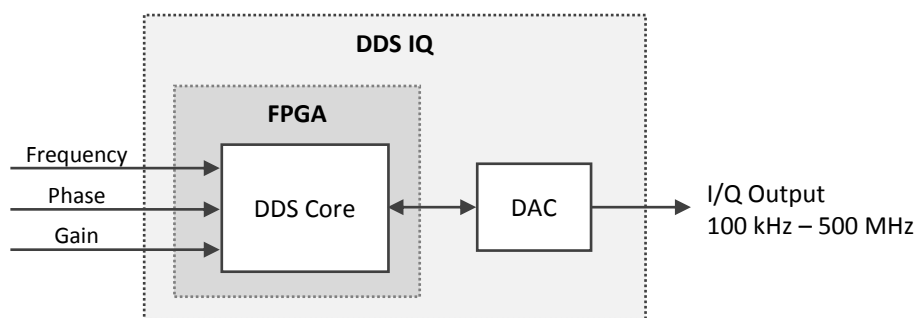 DDS IQ
FPGA
Frequency
Phase
Gain
DDS Core
DAC
I/Q Output
100 kHz – 500 MHz